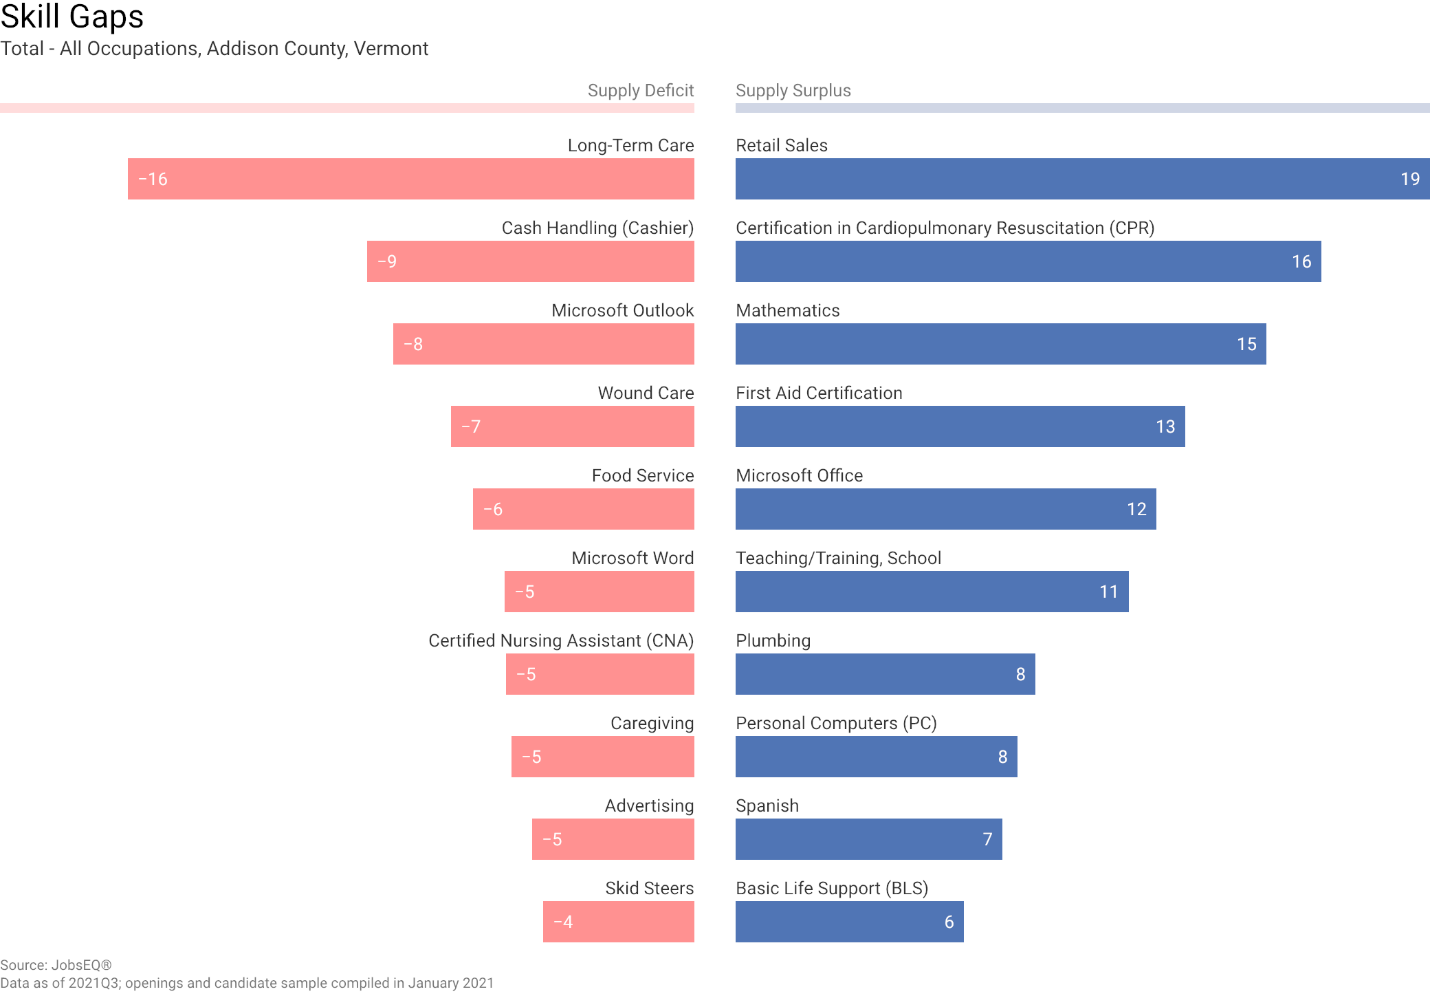 Skill Gaps
Total - All Occupations, Addison County, Vermont
Supply Deficit
Supply Surplus
Long-Term Care
−16
Retail Sales
19
Cash Handling (Cashier)
−9
Certification in Cardiopulmonary Resuscitation (CPR)
16
Microsoft Outlook
−8
Mathematics
15
Wound Care
−7
First Aid Certification
13
Food Service
−6
Microsoft Office
12
Microsoft Word
−5
Teaching/Training, School
11
Certified Nursing Assistant (CNA)
−5
Plumbing
8
Caregiving
−5
Personal Computers (PC)
8
Advertising
−5
Spanish
7
Skid Steers
−4
Basic Life Support (BLS)
6
Source: JobsEQ®
Data as of 2021Q3; openings and candidate sample compiled in January 2021